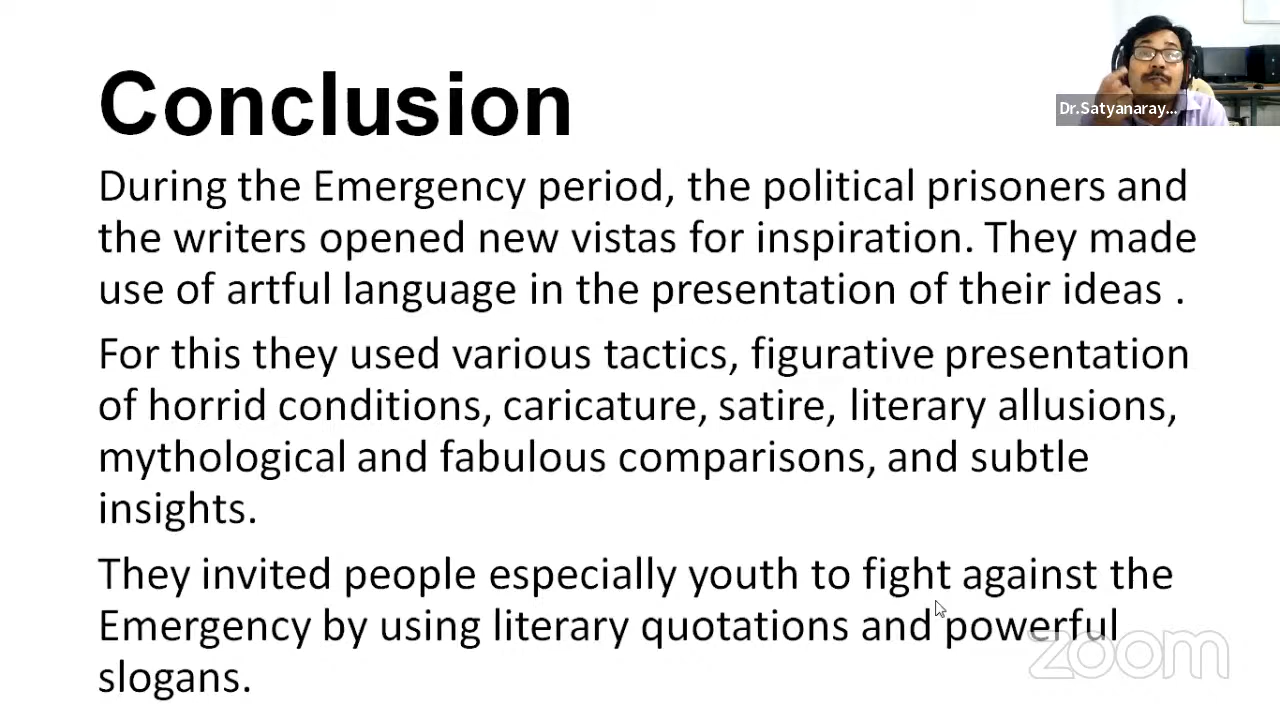 Conclusion
Dr.Satyanaray...
During the Emergency period, the political prisoners and
the writers opened new vistas for inspiration. They made
use of artful language in the presentation of their ideas .
For this they used various tactics, figurative presentation
of horrid conditions, caricature, satire, literary allusions,
mythological and fabulous comparisons, and subtle
insights.
They invited people especially youth to fight against the
Emergency by using literary quotations and powerful
slogans.
zoom